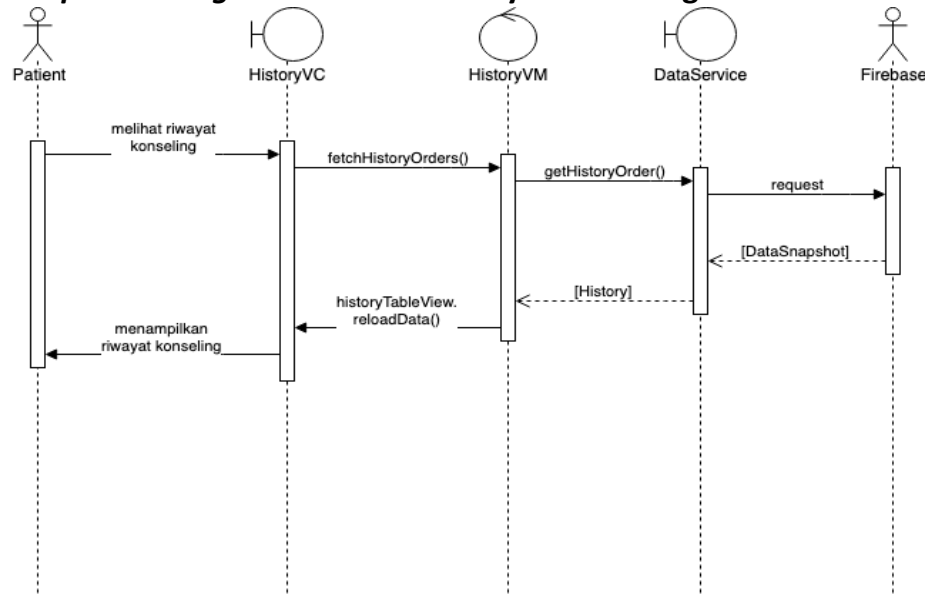 Patient
HistoryVC
HistoryVM
DataService
Firebase
melihat riwayat
konseling
fetchHistoryOrders()
getHistoryOrder()
request
[DataSnapshot]
[History]
historyTableView.
reloadData()
menampilkan
riwayat konseling